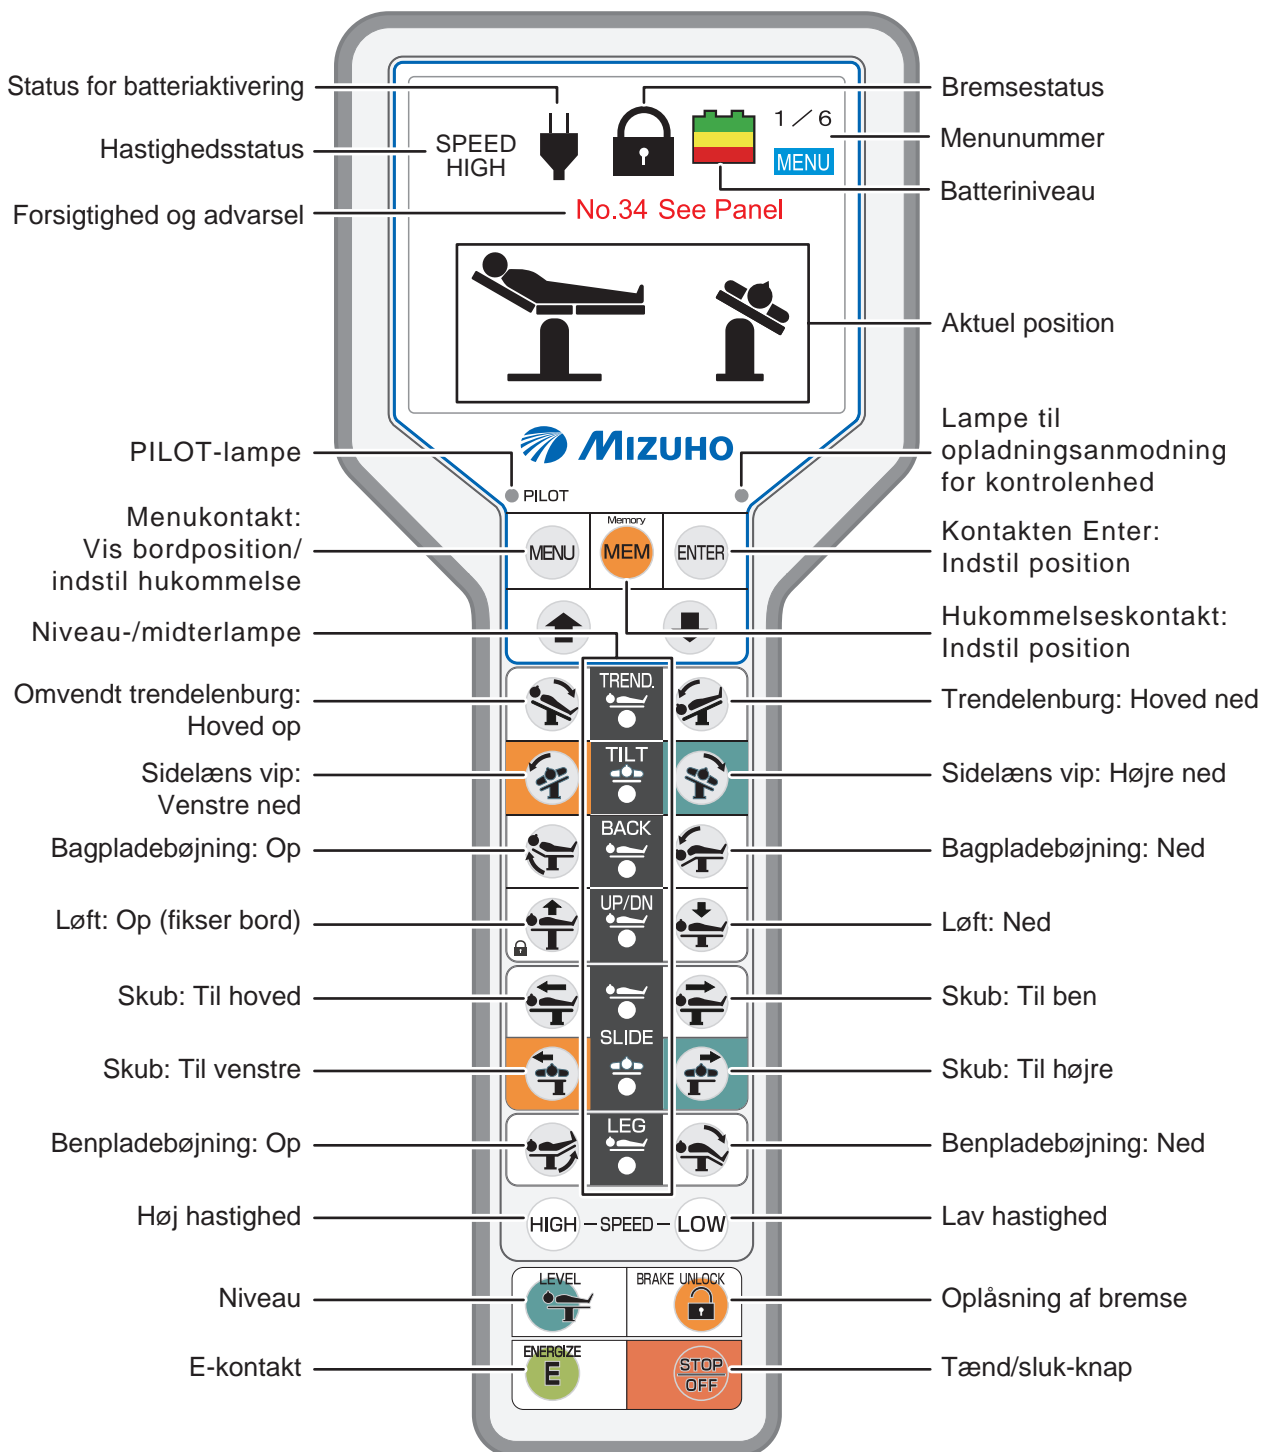 Status for batteriaktivering
Bremsestatus
Hastighedsstatus
SPEED
HIGH
1／6
MENU
Menunummer
Batteriniveau
Forsigtighed og advarsel
No.34 See Panel
Aktuel position
MIZUHO
PILOT-lampe
PILOT
Lampe til
opladningsanmodning
for kontrolenhed
Menukontakt:
Vis bordposition/
indstil hukommelse
MENU
Memory
MEM
ENTER
Kontakten Enter:
Indstil position
Niveau-/midterlampe
Hukommelseskontakt:
Indstil position
Omvendt trendelenburg:
Hoved op
TREND.
Trendelenburg: Hoved ned
Sidelæns vip:
Venstre ned
TILT
Sidelæns vip: Højre ned
Bagpladebøjning: Op
BACK
Bagpladebøjning: Ned
Løft: Op (fikser bord)
UP/DN
Løft: Ned
Skub: Til hoved
Skub: Til ben
SLIDE
Skub: Til venstre
Skub: Til højre
Benpladebøjning: Op
LEG
Benpladebøjning: Ned
Høj hastighed
HIGH – SPEED – LOW
Lav hastighed
Niveau
LEVEL
BRAKE UNLOCK
Oplåsning af bremse
E-kontakt
ENERGIZE
E
STOP
OFF
Tænd/sluk-knap